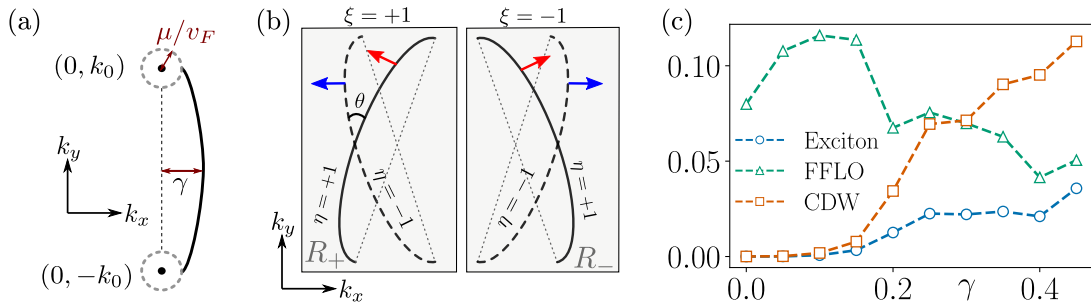 (a)
μ/v_F
(0, k_0)
k_y
γ
k_x
(0, −k_0)
(b)
ξ = +1
ξ = −1
θ
η = +1
η = −1
η = −1
η = +1
k_y
R_+
R_−
k_x
(c)
0.10
0.05
0.00
Exciton
FFLO
CDW
0.0
0.2
γ
0.4